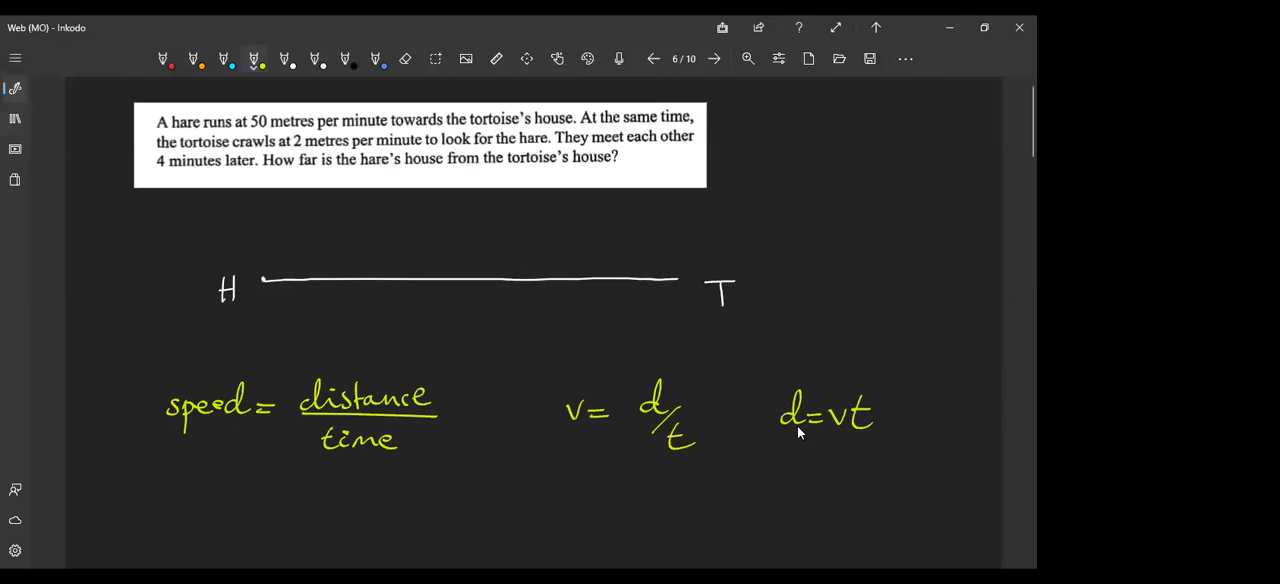 Web (MO) - Inkodo
6 / 10
A hare runs at 50 metres per minute towards the tortoise's house. At the same time,
the tortoise crawls at 2 metres per minute to look for the hare. They meet each other
4 minutes later. How far is the hare's house from the tortoise's house?
H T
speed = distance / time v = d/t d = vt